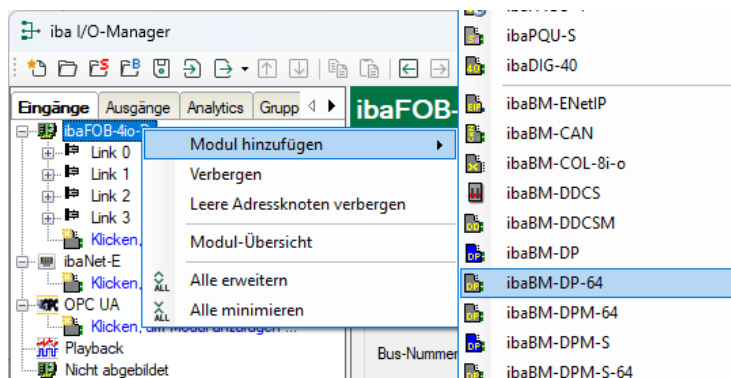 iba I/O-Manager
Eingänge Ausgänge Analytics Grupp
ibaFOB-4io-D
Link 0
Link 1
Link 2
Link 3
Klicken,
ibaNet-E
Klicken,
OPC UA
Klicken, um Modul anzufügen ...
Playback
Nicht abgebildet
ibaFOB-
Bus-Nummer
Modul hinzufügen
Verbergen
Leere Adressknoten verbergen
Modul-Übersicht
ALL Alle erweitern
ALL Alle minimieren
ibaPQU-S
ibaDIG-40
ibaBM-ENetIP
ibaBM-CAN
ibaBM-COL-8i-o
ibaBM-DDCS
ibaBM-DDCSM
ibaBM-DP
ibaBM-DP-64
ibaBM-DPM-64
ibaBM-DPM-S
ibaBM-DPM-S-64